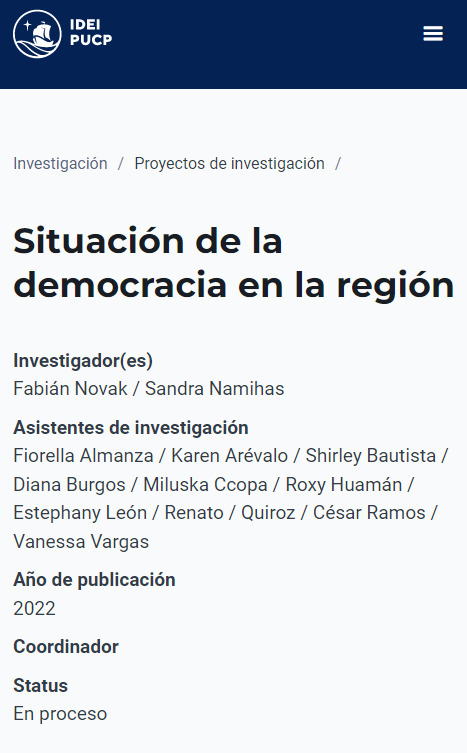 IDEI
PUCP
Investigación / Proyectos de investigación /
Situación de la
democracia en la región
Investigador(es)
Fabián Novak / Sandra Namihas
Asistentes de investigación
Fiorella Almanza / Karen Arévalo / Shirley Bautista /
Diana Burgos / Miluska Ccopa / Roxy Huamán /
Estephany León / Renato / Quiroz / César Ramos /
Vanessa Vargas
Año de publicación
2022
Coordinador
Status
En proceso